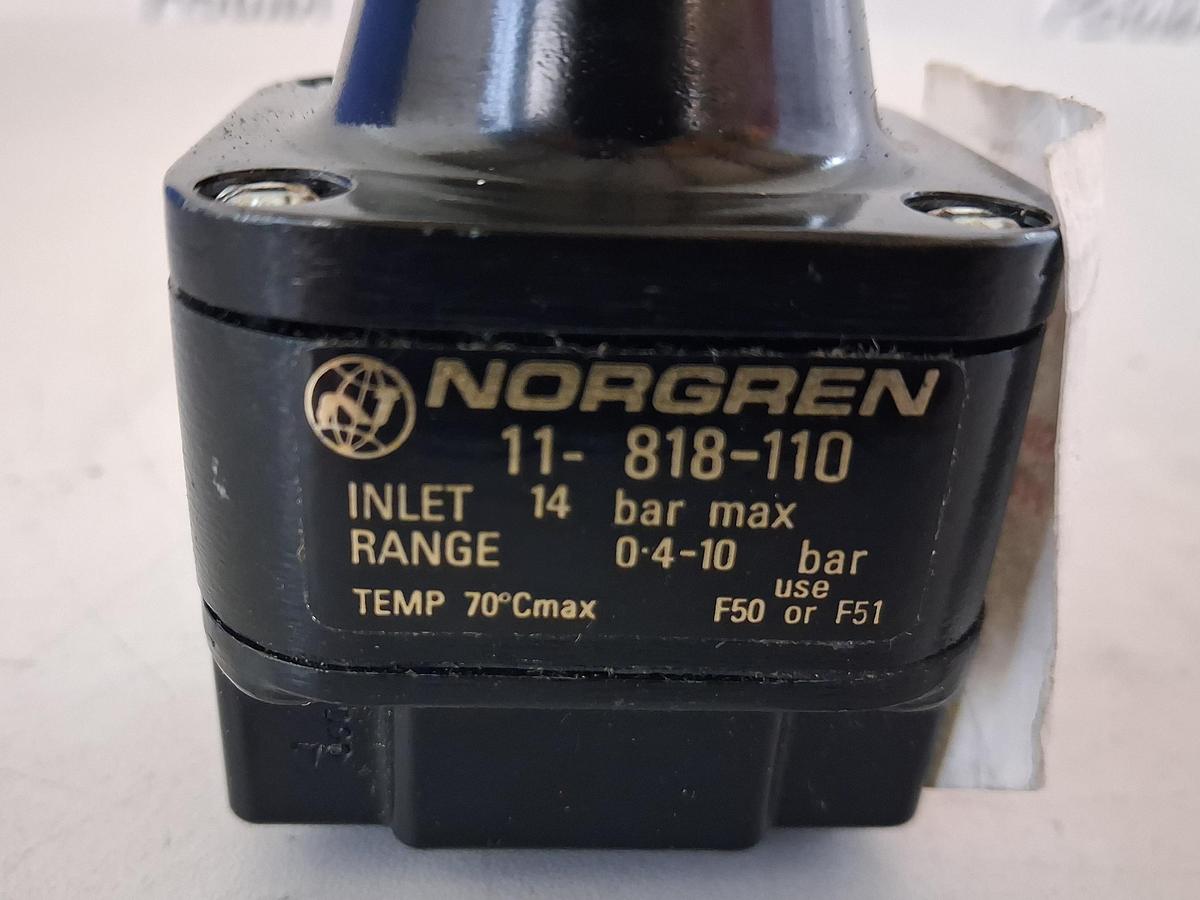 NORGREN
11- 818-110
INLET 14 bar max
RANGE 0·4-10 bar
TEMP 70°Cmax use F50 or F51